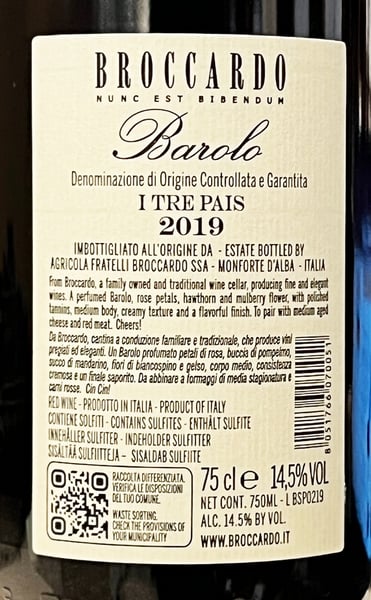 BROCCARDO
NUNC EST BIBENDUM
Barolo
Denominazione di Origine Controllata e Garantita
I TRE PAIS
2019
IMBOTTIGLIATO ALL'ORIGINE DA - ESTATE BOTTLED BY
AGRICOLA FRATELLI BROCCARDO SSA - MONFORTE D'ALBA - ITALIA
From Broccardo, a family owned and traditional wine cellar, producing fine and elegant
wines. A perfumed Barolo, rose petals, hawthorn and mulberry flower, with polished
tannins, medium body, creamy texture and a flavorful finish. To pair with medium aged
cheese and red meat. Cheers!
Da Broccardo, cantina a conduzione familiare e tradizionale, che produce vini
pregiati ed eleganti. Un Barolo profumato petali di rosa, buccia di pompelmo,
succo di mandarino, fiori di biancospino e gelso, corpo medio, consistenza
cremosa e un finale saporito. Da abbinare a formaggi di media stagionatura e
carni rosse. Cin Cin!
RED WINE - PRODOTTO IN ITALIA - PRODUCT OF ITALY
CONTIENE SOLFITI - CONTAINS SULFITES - ENTHÄLT SULFITE
INNEHÅLLER SULFITER - INDEHOLDER SULFITTER
SISÄLTÄÄ SULFIITTEJA - SISALDAB SULFITE
8051766070051
RACCOLTA DIFFERENZIATA.
VERIFICA LE DISPOSIZIONI
DEL TUO COMUNE.
WASTE SORTING.
CHECK THE PROVISIONS OF
YOUR MUNICIPALITY
75 cl e 14,5% VOL
NET CONT. 750ML - L BSP0219
ALC. 14.5% BY VOL.
WWW.BROCCARDO.IT